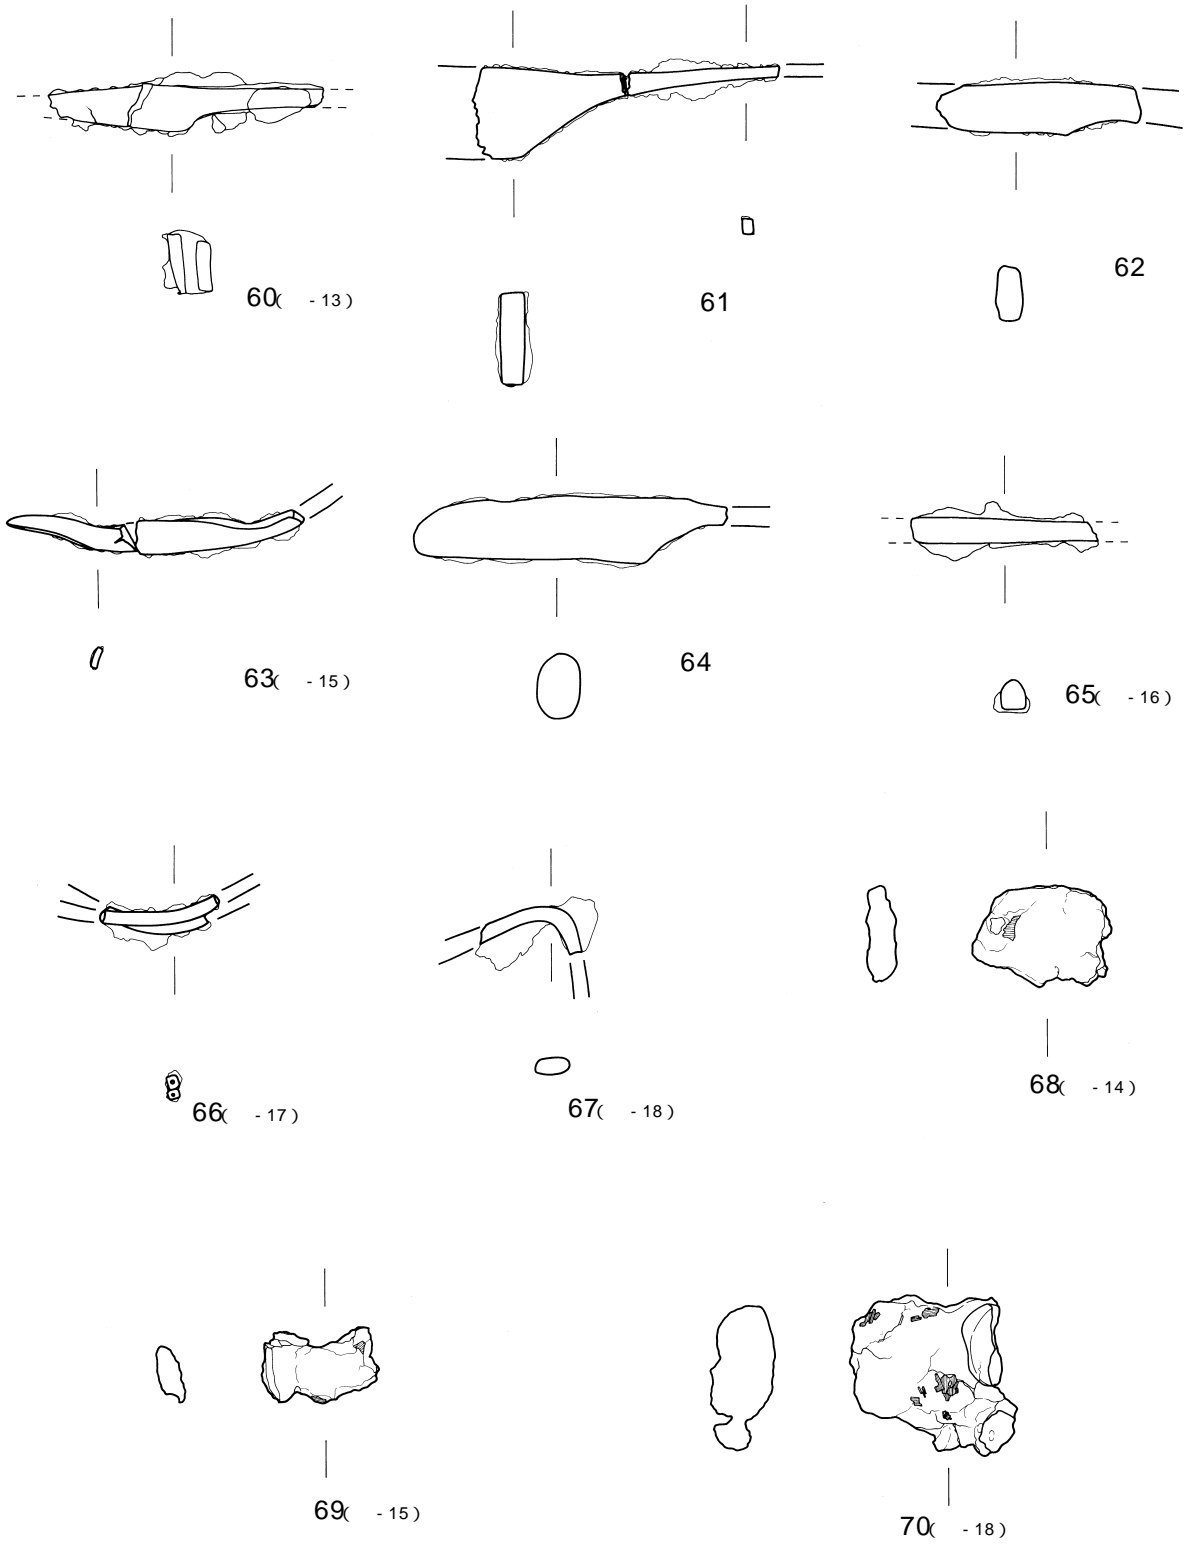 60( - 13 )
61
62
63( - 15 )
64
65( - 16 )
66( - 17 )
67( - 18 )
68( - 14 )
69( - 15 )
70( - 18 )